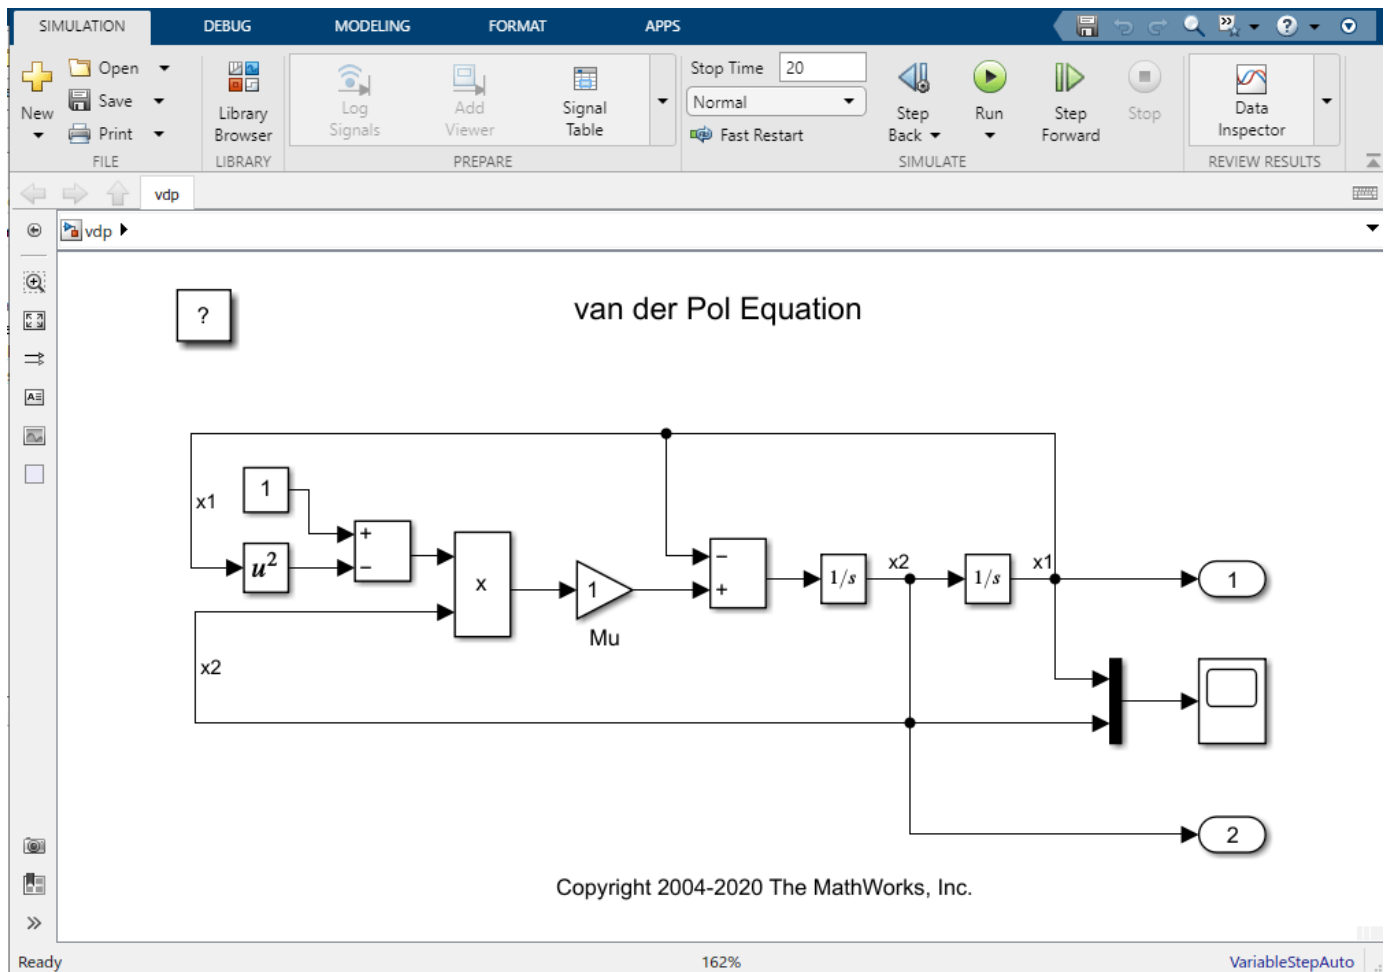 SIMULATION DEBUG MODELING FORMAT APPS
New
Open
Save
Print
FILE
Library
Browser
LIBRARY
Log
Signals
Add
Viewer
Signal
Table
PREPARE
Stop Time 20
Normal
Fast Restart
Step
Back
Run
Step
Forward
Stop
SIMULATE
Data
Inspector
REVIEW RESULTS
vdp
vdp
?
van der Pol Equation
x1
1
+
−
u²
x
1
Mu
−
+
1/s
x2
1/s
x1
1
x2
2
Copyright 2004-2020 The MathWorks, Inc.
Ready 162% VariableStepAuto